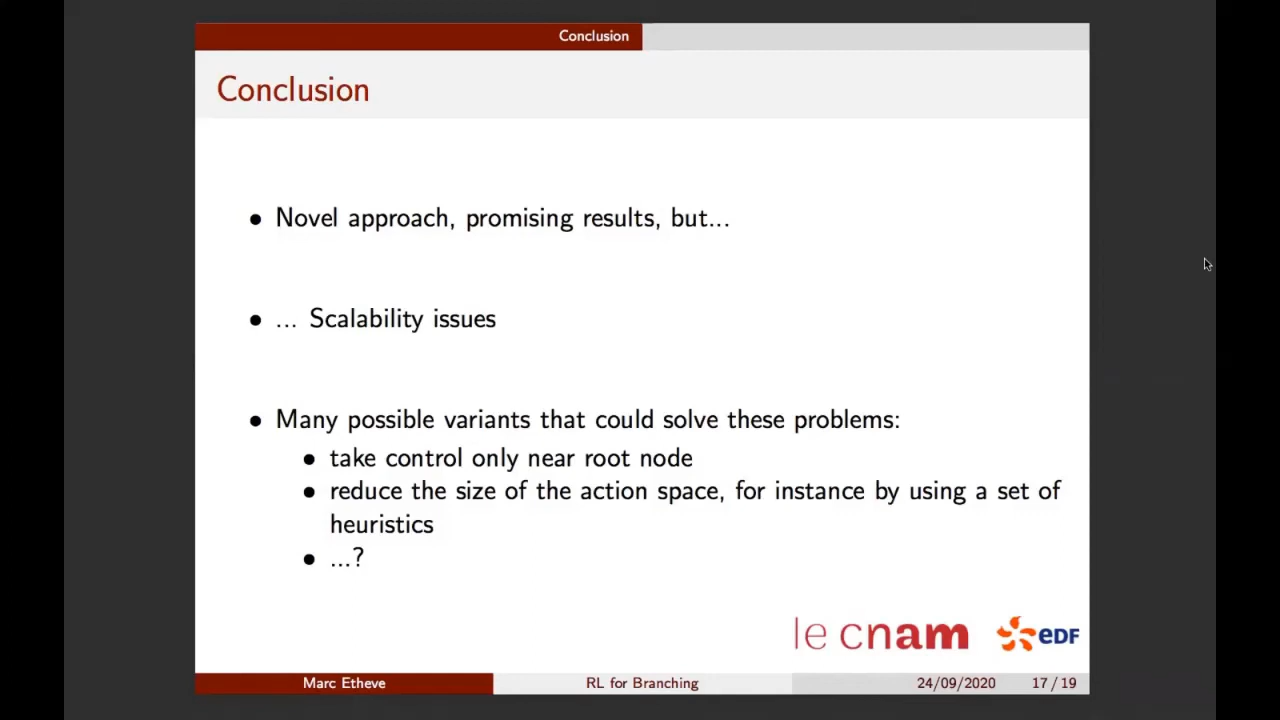 Conclusion
Conclusion
• Novel approach, promising results, but...
• ... Scalability issues
• Many possible variants that could solve these problems:
• take control only near root node
• reduce the size of the action space, for instance by using a set of
heuristics
• ...?
le cnam
eDF
Marc Etheve RL for Branching 24/09/2020 17 / 19